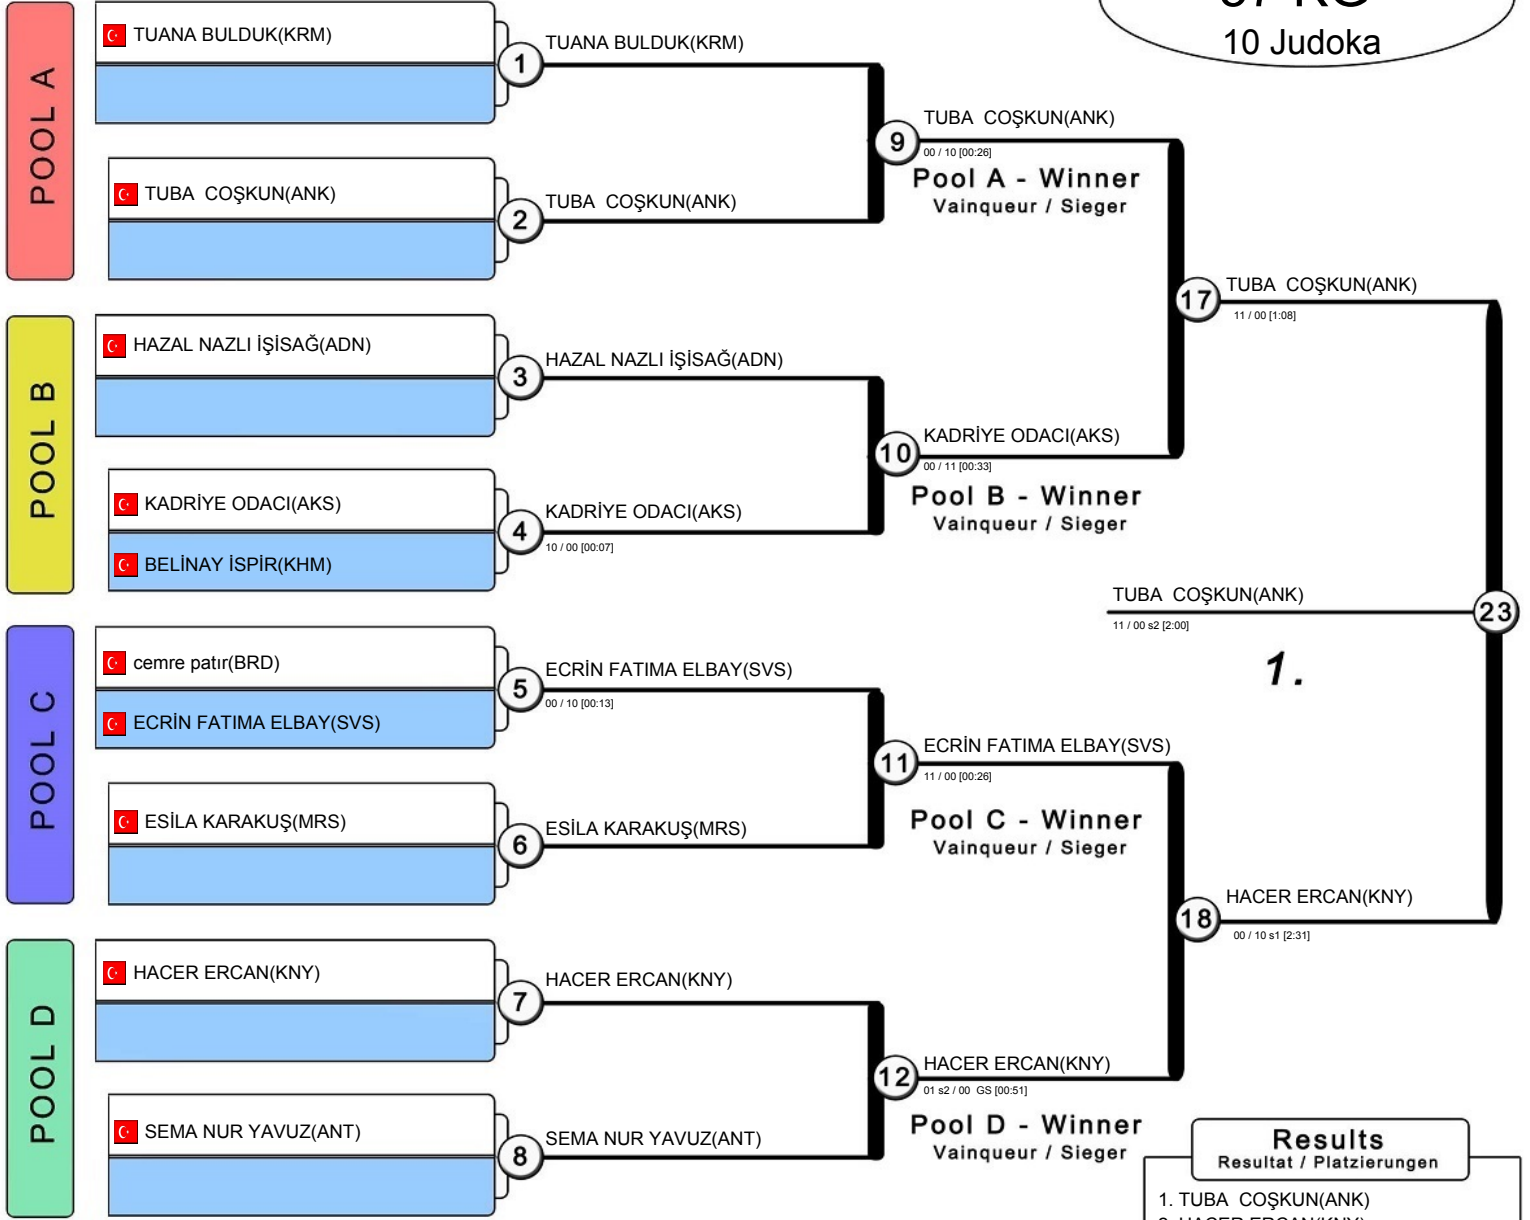 10 Judoka
POOL A
TUANA BULDUK(KRM)
1
TUANA BULDUK(KRM)
TUBA COŞKUN(ANK)
2
TUBA COŞKUN(ANK)
9
TUBA COŞKUN(ANK)
00 / 10 [00:26]
Pool A - Winner
Vainqueur / Sieger
POOL B
HAZAL NAZLI İŞİSAĞ(ADN)
3
HAZAL NAZLI İŞİSAĞ(ADN)
KADRİYE ODACI(AKS)
BELİNAY İSPİR(KHM)
4
KADRİYE ODACI(AKS)
10 / 00 [00:07]
10
KADRİYE ODACI(AKS)
00 / 11 [00:33]
Pool B - Winner
Vainqueur / Sieger
17
TUBA COŞKUN(ANK)
11 / 00 [1:08]
TUBA COŞKUN(ANK)
23
11 / 00 s2 [2:00]
1.
POOL C
cemre patır(BRD)
ECRİN FATIMA ELBAY(SVS)
5
ECRİN FATIMA ELBAY(SVS)
00 / 10 [00:13]
ESİLA KARAKUŞ(MRS)
6
ESİLA KARAKUŞ(MRS)
11
ECRİN FATIMA ELBAY(SVS)
11 / 00 [00:26]
Pool C - Winner
Vainqueur / Sieger
18
HACER ERCAN(KNY)
00 / 10 s1 [2:31]
POOL D
HACER ERCAN(KNY)
7
HACER ERCAN(KNY)
SEMA NUR YAVUZ(ANT)
8
SEMA NUR YAVUZ(ANT)
12
HACER ERCAN(KNY)
01 s2 / 00 GS [00:51]
Pool D - Winner
Vainqueur / Sieger
Results
Resultat / Platzierungen
1. TUBA COŞKUN(ANK)
2. HACER ERCAN(KNY)